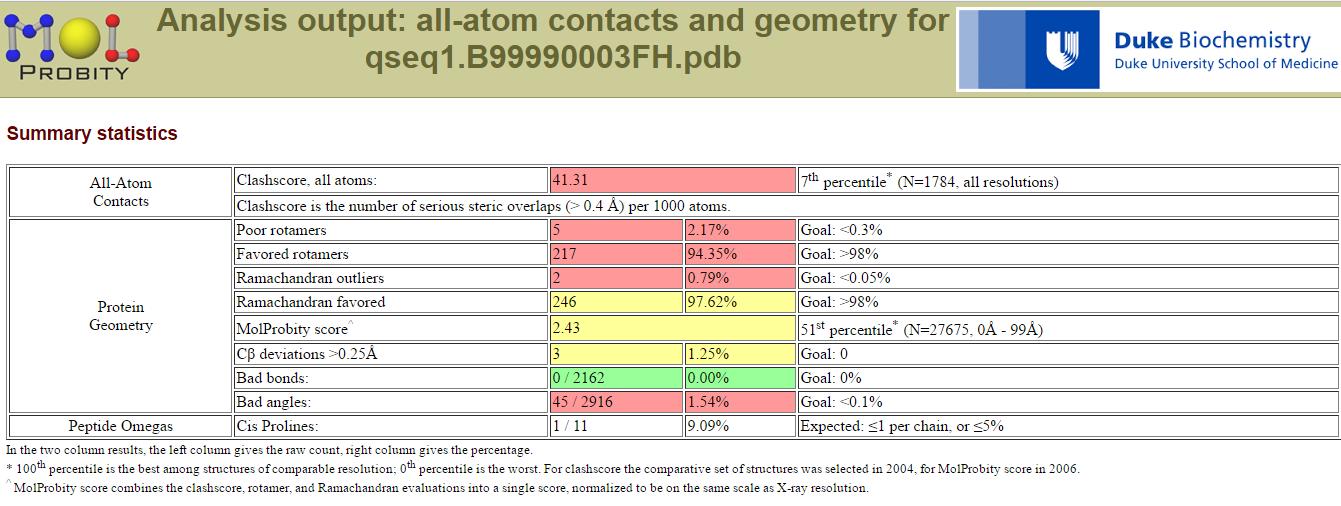 MOL
PROBITY
Analysis output: all-atom contacts and geometry for
qseq1.B99990003FH.pdb
Duke Biochemistry
Duke University School of Medicine
Summary statistics
All-Atom
Contacts
Clashscore, all atoms: 41.31 7th percentile* (N=1784, all resolutions)
Clashscore is the number of serious steric overlaps (> 0.4 Å) per 1000 atoms.
Protein
Geometry
Poor rotamers 5 2.17% Goal: <0.3%
Favored rotamers 217 94.35% Goal: >98%
Ramachandran outliers 2 0.79% Goal: <0.05%
Ramachandran favored 246 97.62% Goal: >98%
MolProbity score^ 2.43 51st percentile* (N=27675, 0Å - 99Å)
Cβ deviations >0.25Å 3 1.25% Goal: 0
Bad bonds: 0 / 2162 0.00% Goal: 0%
Bad angles: 45 / 2916 1.54% Goal: <0.1%
Peptide Omegas Cis Prolines: 1 / 11 9.09% Expected: ≤1 per chain, or ≤5%
In the two column results, the left column gives the raw count, right column gives the percentage.
* 100th percentile is the best among structures of comparable resolution; 0th percentile is the worst. For clashscore the comparative set of structures was selected in 2004, for MolProbity score in 2006.
^ MolProbity score combines the clashscore, rotamer, and Ramachandran evaluations into a single score, normalized to be on the same scale as X-ray resolution.